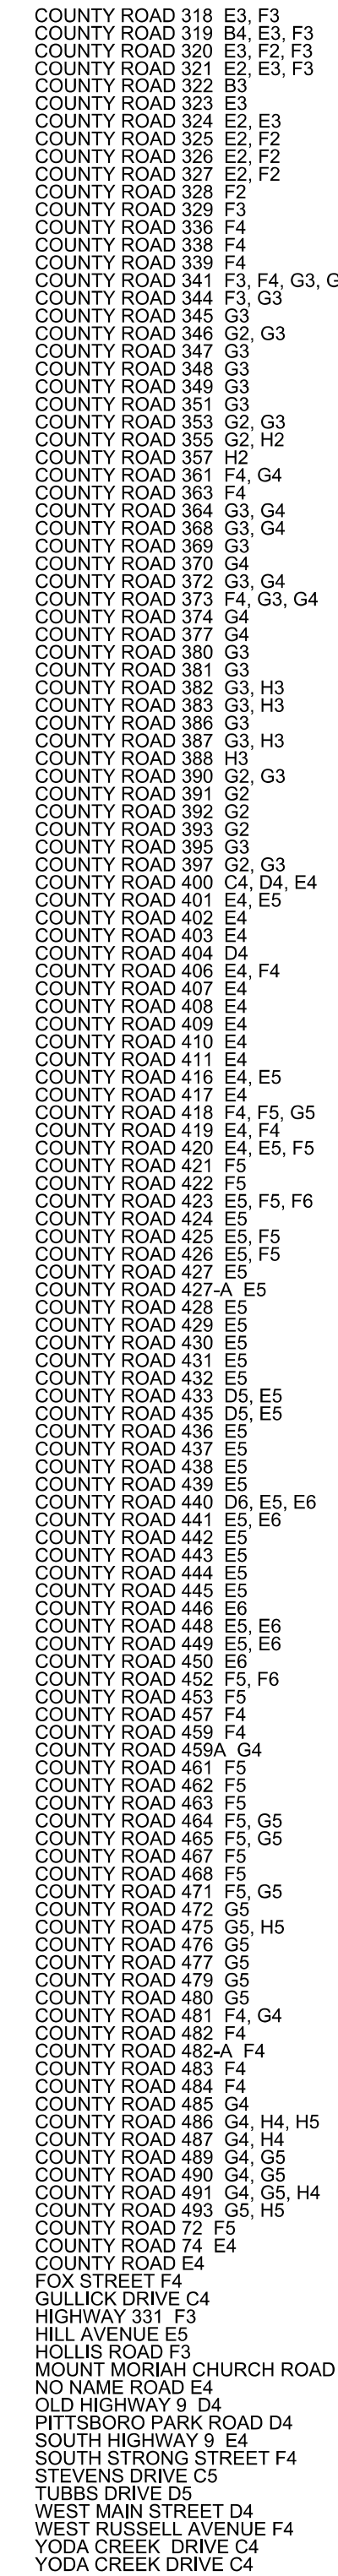 COUNTY ROAD 318 E3, F3
COUNTY ROAD 319 B4, E3, F3
COUNTY ROAD 320 E3, F2, F3
COUNTY ROAD 321 E2, E3, F3
COUNTY ROAD 322 B3
COUNTY ROAD 323 E3
COUNTY ROAD 324 E2, E3
COUNTY ROAD 325 E2, F2
COUNTY ROAD 326 E2, F2
COUNTY ROAD 327 E2, F2
COUNTY ROAD 328 F2
COUNTY ROAD 329 F3
COUNTY ROAD 336 F4
COUNTY ROAD 338 F4
COUNTY ROAD 339 F4
COUNTY ROAD 341 F3, F4, G3, G
COUNTY ROAD 344 F3, G3
COUNTY ROAD 345 G3
COUNTY ROAD 346 G2, G3
COUNTY ROAD 347 G3
COUNTY ROAD 348 G3
COUNTY ROAD 349 G3
COUNTY ROAD 351 G3
COUNTY ROAD 353 G2, G3
COUNTY ROAD 355 G2, H2
COUNTY ROAD 357 H2
COUNTY ROAD 361 F4, G4
COUNTY ROAD 363 F4
COUNTY ROAD 364 G3, G4
COUNTY ROAD 368 G3, G4
COUNTY ROAD 369 G3
COUNTY ROAD 370 G4
COUNTY ROAD 372 G3, G4
COUNTY ROAD 373 F4, G3, G4
COUNTY ROAD 374 G4
COUNTY ROAD 377 G4
COUNTY ROAD 380 G3
COUNTY ROAD 381 G3
COUNTY ROAD 382 G3, H3
COUNTY ROAD 383 G3, H3
COUNTY ROAD 386 G3
COUNTY ROAD 387 G3, H3
COUNTY ROAD 388 H3
COUNTY ROAD 390 G2, G3
COUNTY ROAD 391 G2
COUNTY ROAD 392 G2
COUNTY ROAD 393 G2
COUNTY ROAD 395 G3
COUNTY ROAD 397 G2, G3
COUNTY ROAD 400 C4, D4, E4
COUNTY ROAD 401 E4, E5
COUNTY ROAD 402 E4
COUNTY ROAD 403 E4
COUNTY ROAD 404 D4
COUNTY ROAD 406 E4, F4
COUNTY ROAD 407 E4
COUNTY ROAD 408 E4
COUNTY ROAD 409 E4
COUNTY ROAD 410 E4
COUNTY ROAD 411 E4
COUNTY ROAD 416 E4, E5
COUNTY ROAD 417 E4
COUNTY ROAD 418 F4, F5, G5
COUNTY ROAD 419 E4, F4
COUNTY ROAD 420 E4, E5, F5
COUNTY ROAD 421 F5
COUNTY ROAD 422 F5
COUNTY ROAD 423 E5, F5, F6
COUNTY ROAD 424 E5
COUNTY ROAD 425 E5, F5
COUNTY ROAD 426 E5, F5
COUNTY ROAD 427 E5
COUNTY ROAD 427-A E5
COUNTY ROAD 428 E5
COUNTY ROAD 429 E5
COUNTY ROAD 430 E5
COUNTY ROAD 431 E5
COUNTY ROAD 432 E5
COUNTY ROAD 433 D5, E5
COUNTY ROAD 435 D5, E5
COUNTY ROAD 436 E5
COUNTY ROAD 437 E5
COUNTY ROAD 438 E5
COUNTY ROAD 439 E5
COUNTY ROAD 440 D6, E5, E6
COUNTY ROAD 441 E5, E6
COUNTY ROAD 442 E5
COUNTY ROAD 443 E5
COUNTY ROAD 444 E5
COUNTY ROAD 445 E5
COUNTY ROAD 446 E6
COUNTY ROAD 448 E5, E6
COUNTY ROAD 449 E5, E6
COUNTY ROAD 450 E6
COUNTY ROAD 452 F5, F6
COUNTY ROAD 453 F5
COUNTY ROAD 457 F4
COUNTY ROAD 459 F4
COUNTY ROAD 459A G4
COUNTY ROAD 461 F5
COUNTY ROAD 462 F5
COUNTY ROAD 463 F5
COUNTY ROAD 464 F5, G5
COUNTY ROAD 465 F5, G5
COUNTY ROAD 467 F5
COUNTY ROAD 468 F5
COUNTY ROAD 471 F5, G5
COUNTY ROAD 472 G5
COUNTY ROAD 475 G5, H5
COUNTY ROAD 476 G5
COUNTY ROAD 477 G5
COUNTY ROAD 479 G5
COUNTY ROAD 480 G5
COUNTY ROAD 481 F4, G4
COUNTY ROAD 482 F4
COUNTY ROAD 482-A F4
COUNTY ROAD 483 F4
COUNTY ROAD 484 F4
COUNTY ROAD 485 G4
COUNTY ROAD 486 G4, H4, H5
COUNTY ROAD 487 G4, H4
COUNTY ROAD 489 G4, G5
COUNTY ROAD 490 G4, G5
COUNTY ROAD 491 G4, G5, H4
COUNTY ROAD 493 G5, H5
COUNTY ROAD 72 F5
COUNTY ROAD 74 E4
COUNTY ROAD E4
FOX STREET F4
GULLICK DRIVE C4
HIGHWAY 331 F3
HILL AVENUE E5
HOLLIS ROAD F3
MOUNT MORIAH CHURCH ROAD
NO NAME ROAD E4
OLD HIGHWAY 9 D4
PITTSBORO PARK ROAD D4
SOUTH HIGHWAY 9 E4
SOUTH STRONG STREET F4
STEVENS DRIVE C5
TUBBS DRIVE D5
WEST MAIN STREET D4
WEST RUSSELL AVENUE F4
YODA CREEK DRIVE C4
YODA CREEK DRIVE C4